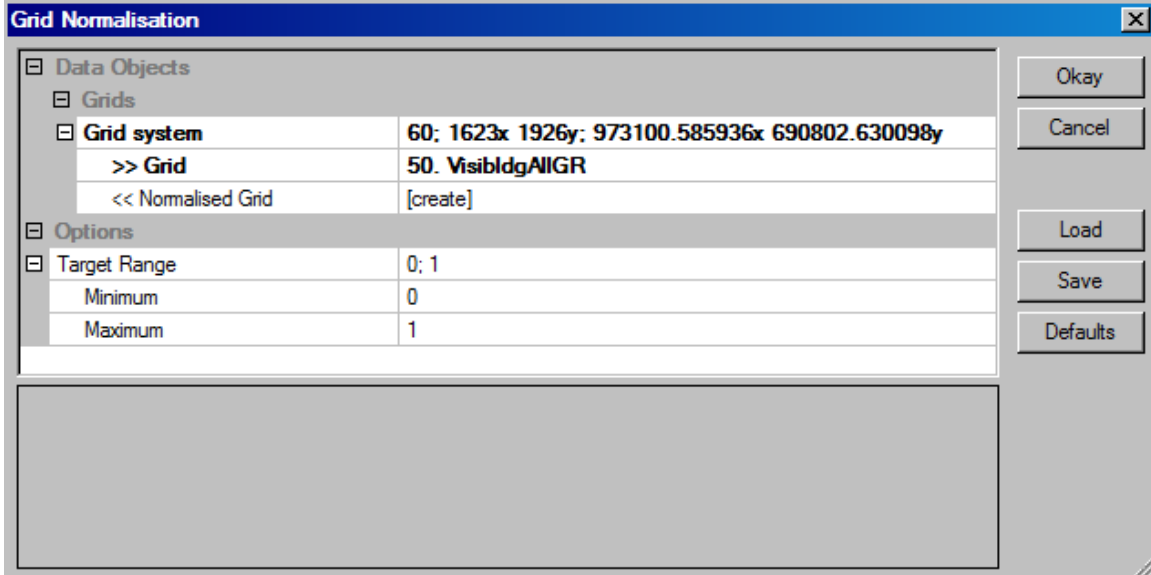 Grid Normalisation
Data Objects
Grids
Grid system 60; 1623x 1926y; 973100.585936x 690802.630098y
>> Grid 50. VisibldgAllGR
<< Normalised Grid [create]
Options
Target Range 0; 1
Minimum 0
Maximum 1
Okay
Cancel
Load
Save
Defaults